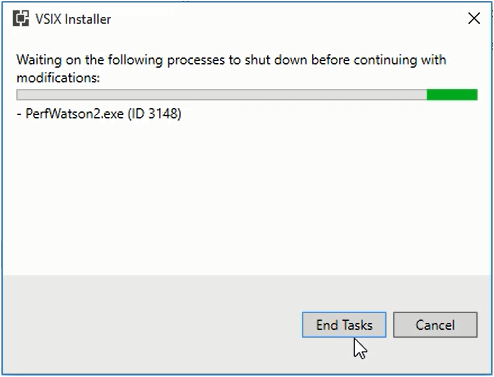 VSIX Installer
Waiting on the following processes to shut down before continuing with
modifications:
- PerfWatson2.exe (ID 3148)
End Tasks
Cancel